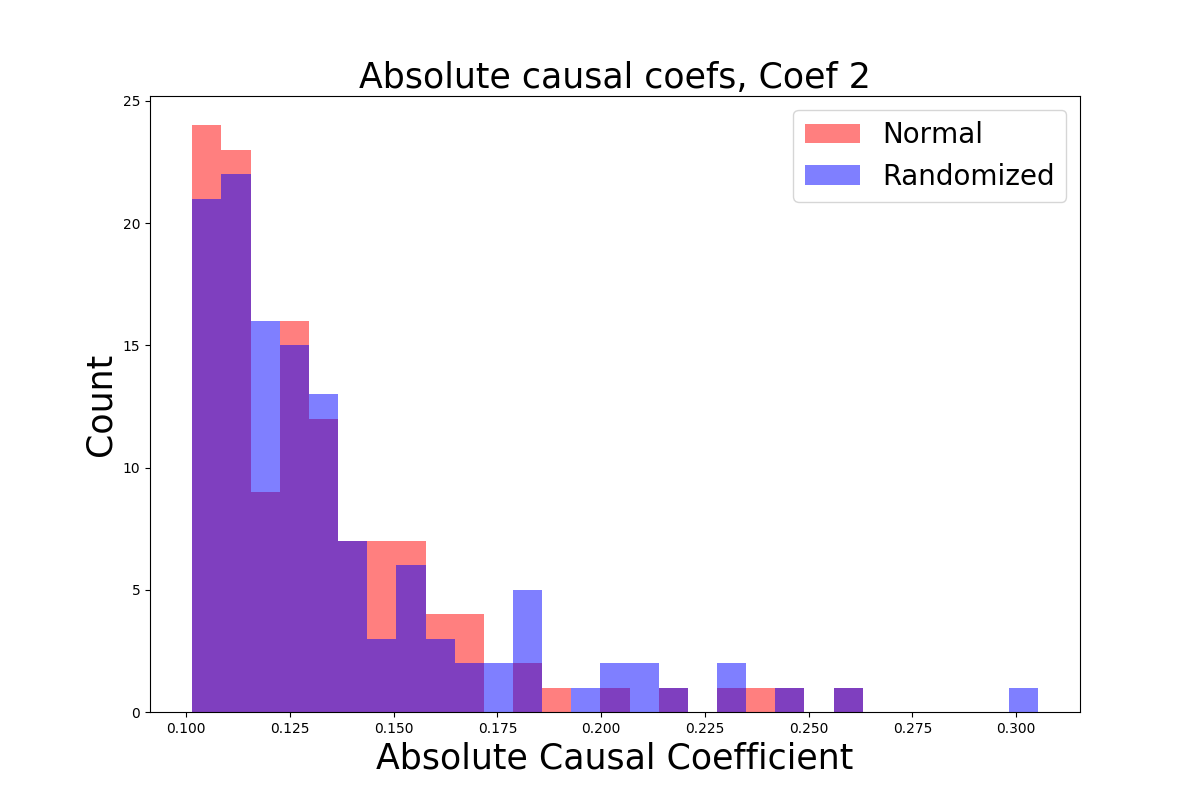 Absolute causal coefs, Coef 2
Normal
Randomized
Count
25
20
15
10
5
0
0.100 0.125 0.150 0.175 0.200 0.225 0.250 0.275 0.300
Absolute Causal Coefficient